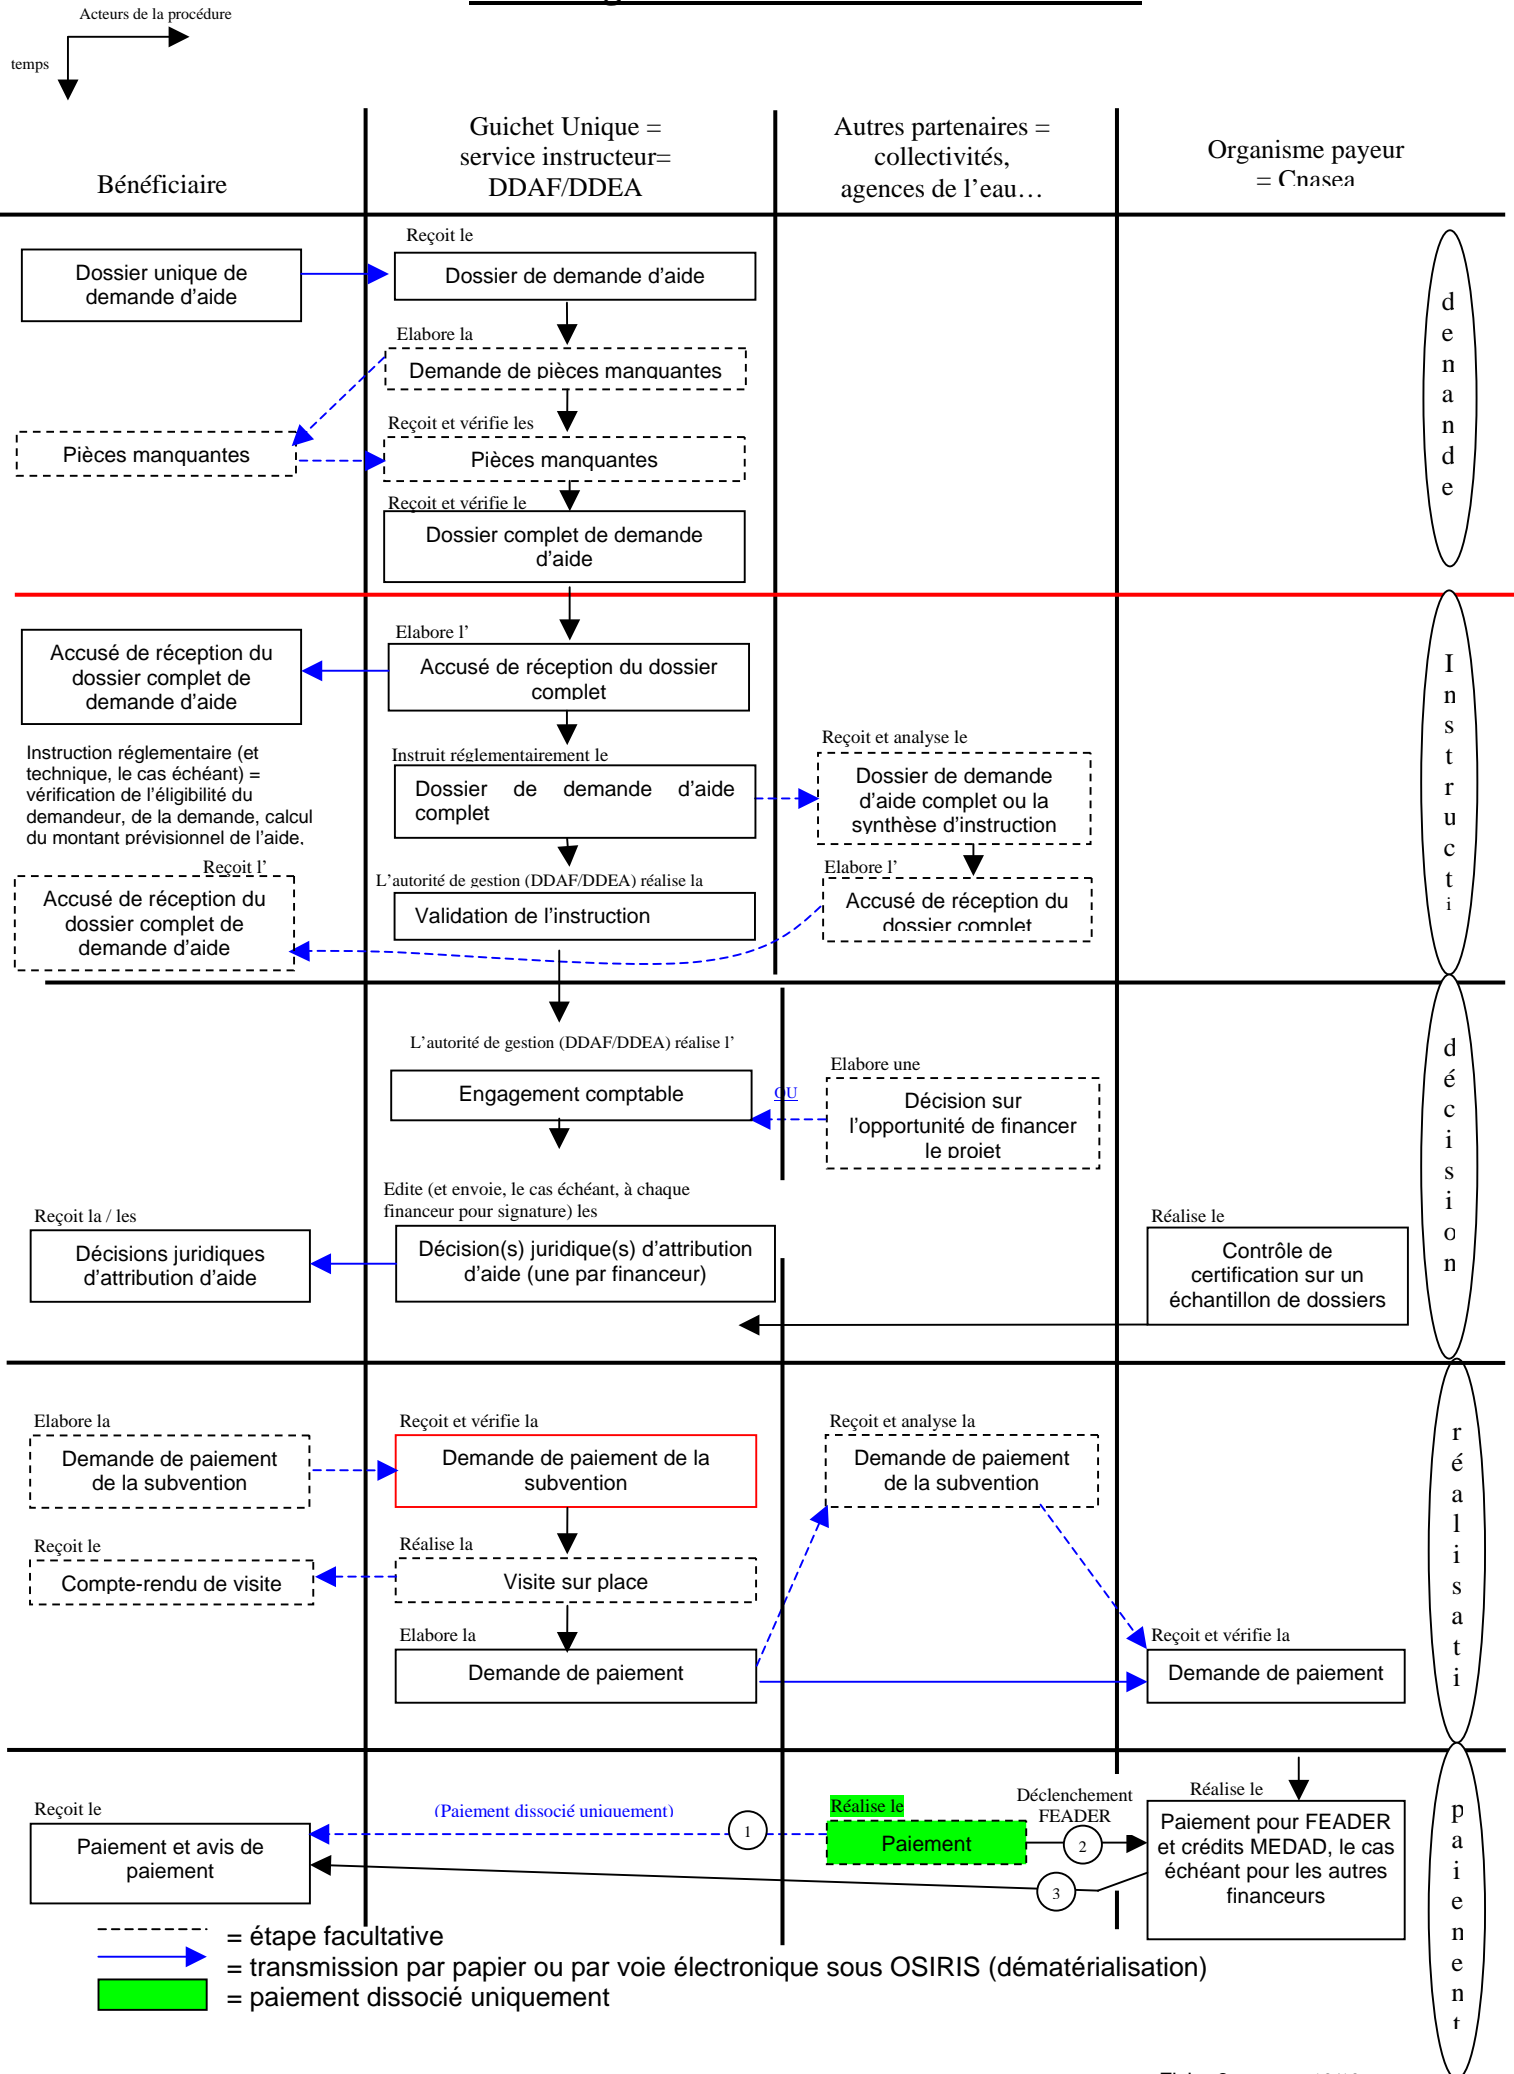 Acteurs de la procédure
temps
Bénéficiaire
Guichet Unique =
service instructeur=
DDAF/DDEA
Autres partenaires =
collectivités,
agences de l’eau…
Organisme payeur
= Cnasea
demande
Reçoit le
Dossier unique de
demande d'aide
Dossier de demande d'aide
Elabore la
Demande de pièces manquantes
Reçoit et vérifie les
Pièces manquantes
Pièces manquantes
Reçoit et vérifie le
Dossier complet de demande
d'aide
Instructi
Elabore l’
Accusé de réception du
dossier complet de
demande d’aide
Accusé de réception du dossier
complet
Instruction réglementaire (et
technique, le cas échéant) =
vérification de l’éligibilité du
demandeur, de la demande, calcul
du montant prévisionnel de l’aide,
Instruit réglementairement le
Dossier de demande d’aide
complet
Reçoit et analyse le
Dossier de demande
d’aide complet ou la
synthèse d’instruction
Reçoit l’
Accusé de réception du
dossier complet de
demande d’aide
L’autorité de gestion (DDAF/DDEA) réalise la
Validation de l’instruction
Elabore l’
Accusé de réception du
dossier complet
décision
L’autorité de gestion (DDAF/DDEA) réalise l’
Engagement comptable
OU
Elabore une
Décision sur
l’opportunité de financer
le projet
Edite (et envoie, le cas échéant, à chaque
financeur pour signature) les
Reçoit la / les
Décisions juridiques
d’attribution d’aide
Décision(s) juridique(s) d’attribution
d’aide (une par financeur)
Réalise le
Contrôle de
certification sur un
échantillon de dossiers
réalisati
Elabore la
Demande de paiement
de la subvention
Reçoit et vérifie la
Demande de paiement de la
subvention
Reçoit et analyse la
Demande de paiement
de la subvention
Reçoit le
Compte-rendu de visite
Réalise la
Visite sur place
Elabore la
Demande de paiement
Reçoit et vérifie la
Demande de paiement
paiement
Reçoit le
Paiement et avis de
paiement
(Paiement dissocié uniquement)
1
Réalise le
Paiement
Déclenchement
FEADER
2
3
Réalise le
Paiement pour FEADER
et crédits MEDAD, le cas
échéant pour les autres
financeurs
= étape facultative
= transmission par papier ou par voie électronique sous OSIRIS (dématérialisation)
= paiement dissocié uniquement